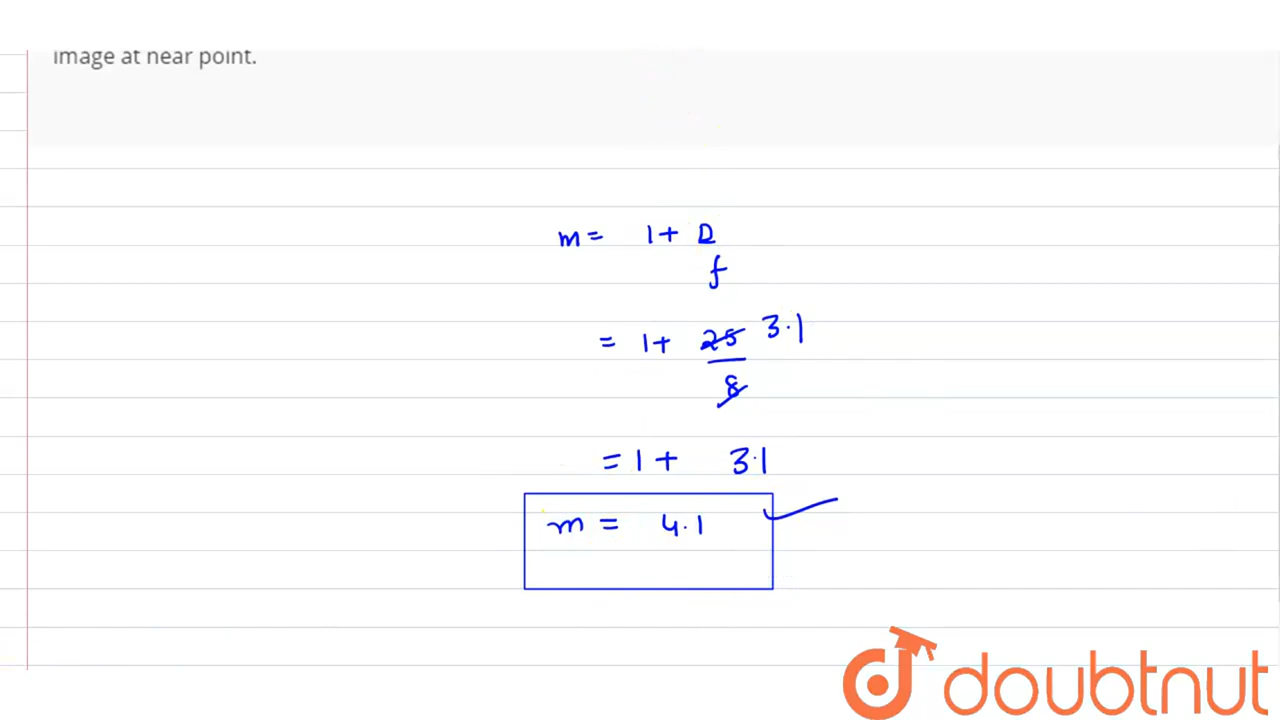 image at near point.
m = 1 + D
f
= 1 + 25 3.1
8
= 1 + 3.1
m = 4.1
doubtnut